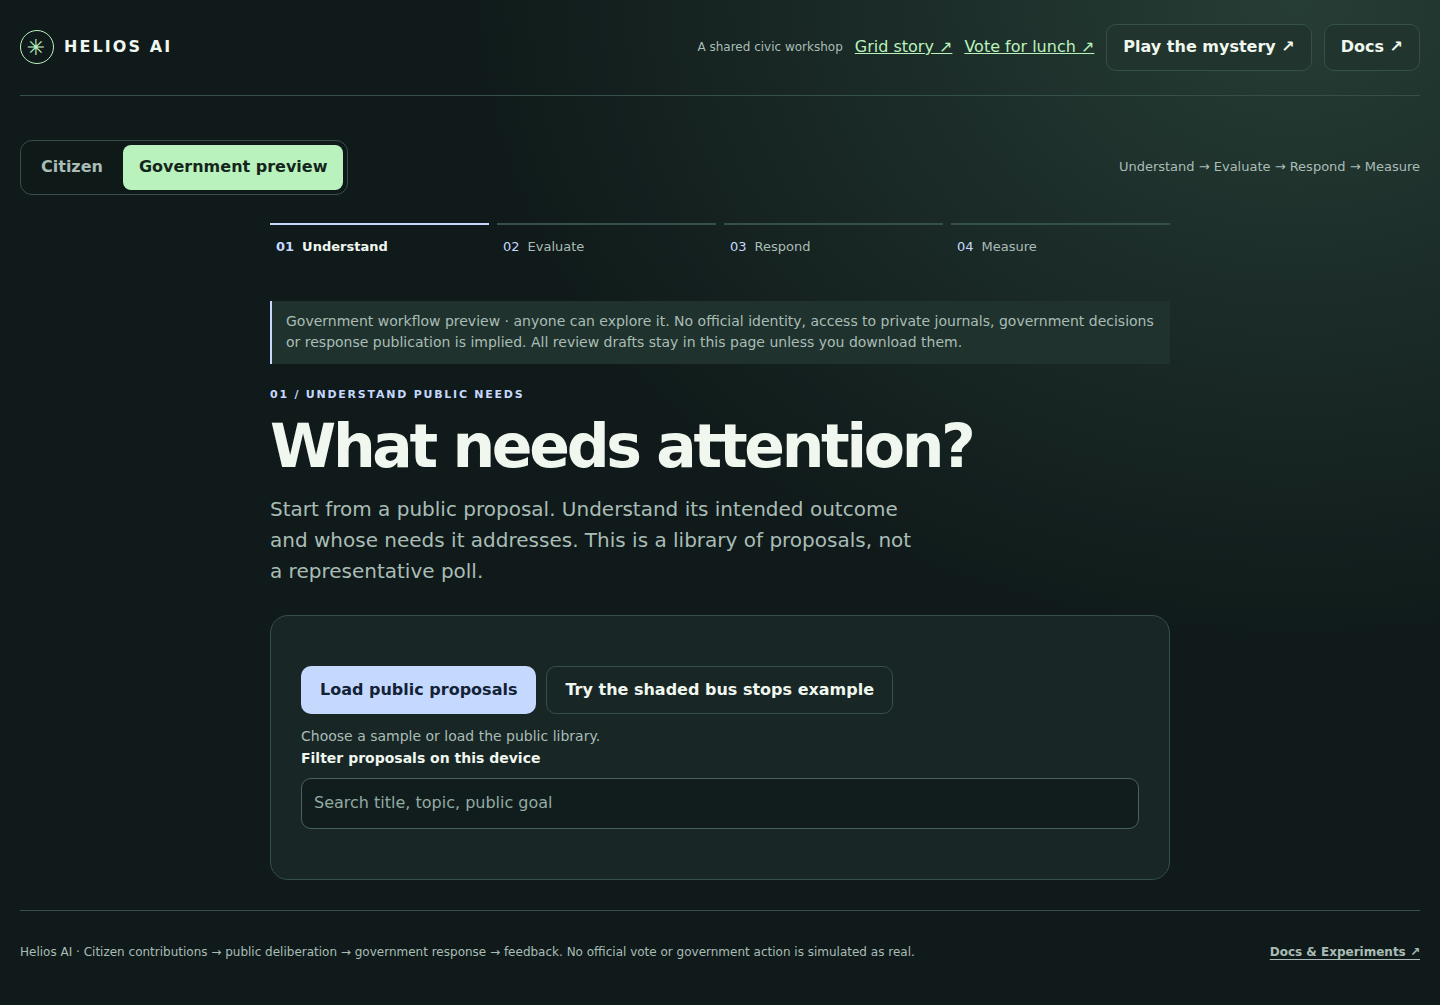 HELIOS AI
A shared civic workshop Grid story ↗ Vote for lunch ↗ Play the mystery ↗ Docs ↗
Citizen Government preview
Understand → Evaluate → Respond → Measure
01 Understand 02 Evaluate 03 Respond 04 Measure
Government workflow preview · anyone can explore it. No official identity, access to private journals, government decisions
or response publication is implied. All review drafts stay in this page unless you download them.
01 / UNDERSTAND PUBLIC NEEDS
What needs attention?
Start from a public proposal. Understand its intended outcome
and whose needs it addresses. This is a library of proposals, not
a representative poll.
Load public proposals Try the shaded bus stops example
Choose a sample or load the public library.
Filter proposals on this device
Search title, topic, public goal
Helios AI · Citizen contributions → public deliberation → government response → feedback. No official vote or government action is simulated as real.
Docs & Experiments ↗